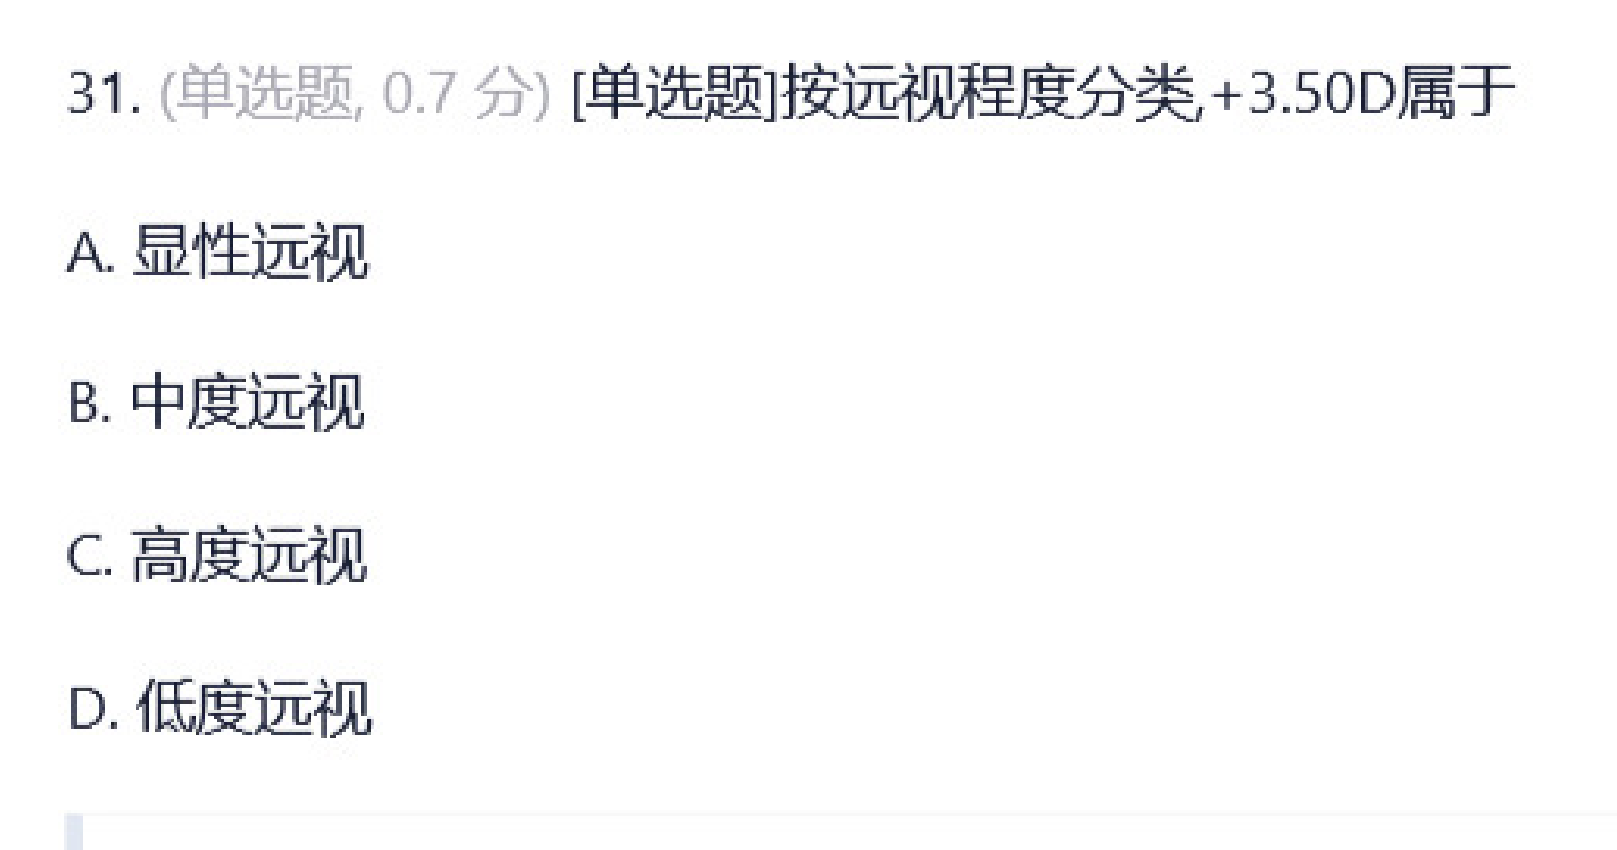 31. (单选题, 0.7 分) [单选题]按远视程度分类,+3.50D属于
A. 显性远视
B. 中度远视
C. 高度远视
D. 低度远视